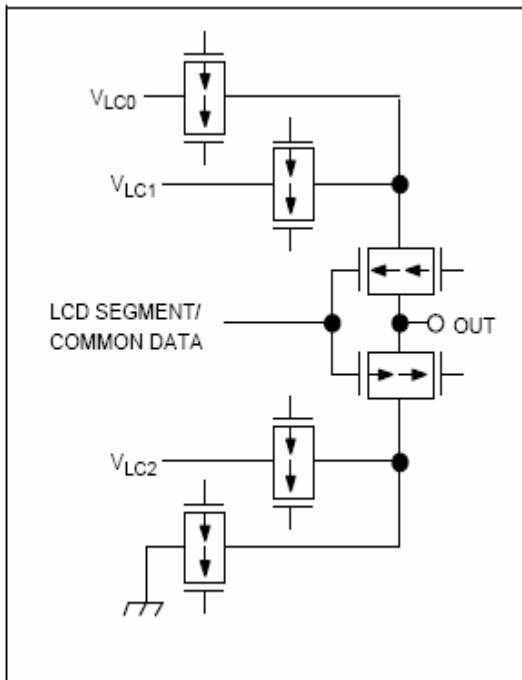 VLC0
VLC1
LCD SEGMENT/
COMMON DATA
OUT
VLC2